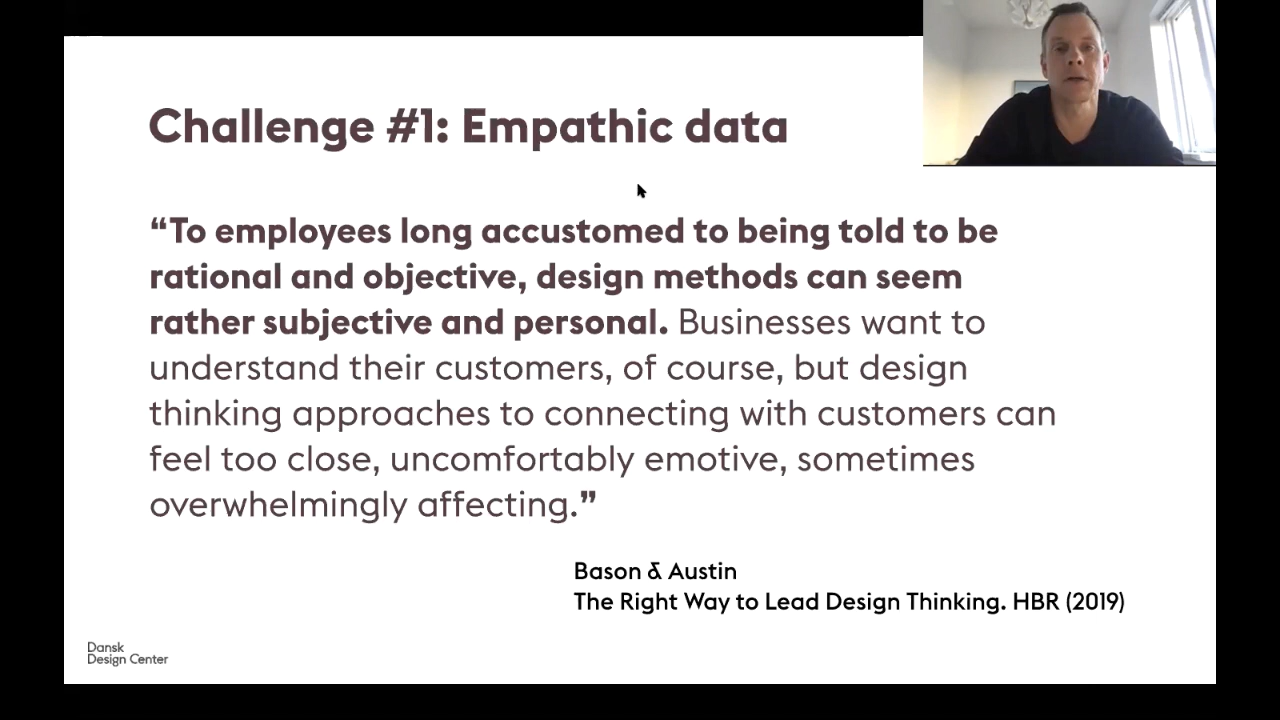 Challenge #1: Empathic data
“To employees long accustomed to being told to be
rational and objective, design methods can seem
rather subjective and personal. Businesses want to
understand their customers, of course, but design
thinking approaches to connecting with customers can
feel too close, uncomfortably emotive, sometimes
overwhelmingly affecting.”
Bason & Austin
The Right Way to Lead Design Thinking. HBR (2019)
Dansk
Design Center